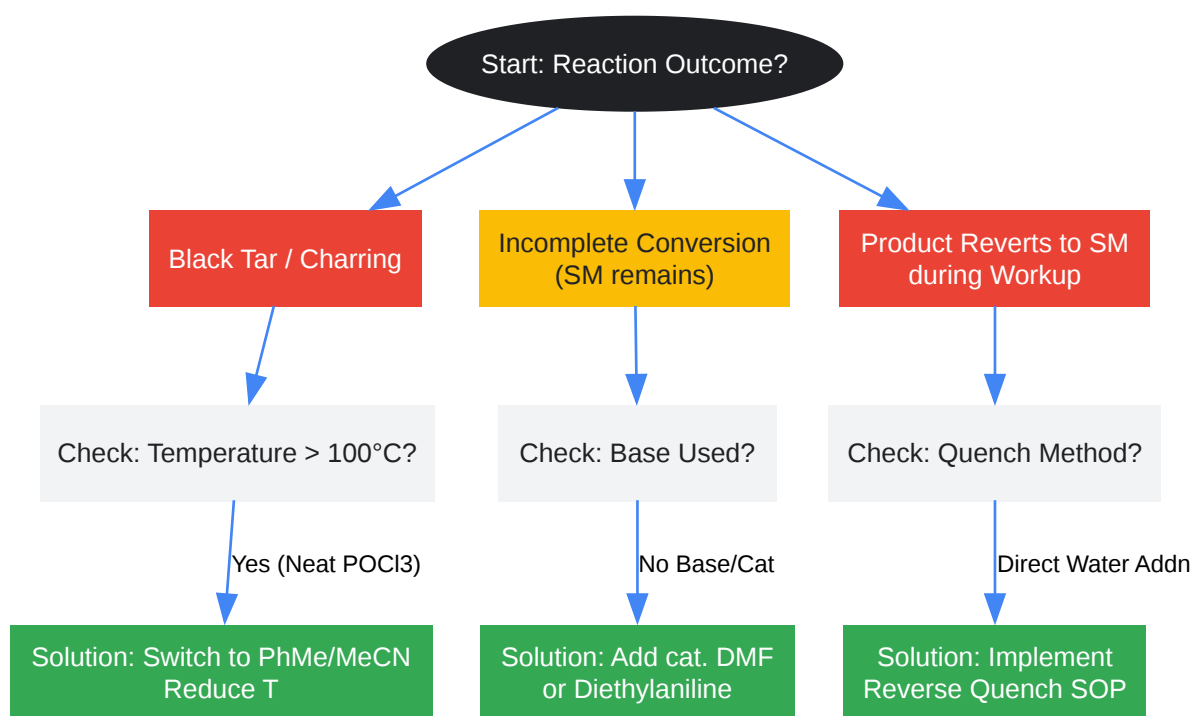 Start: Reaction Outcome?
Black Tar / Charring
Incomplete Conversion
(SM remains)
Product Reverts to SM
during Workup
Check: Temperature > 100°C?
Check: Base Used?
Check: Quench Method?
Yes (Neat POCl3)
No Base/Cat
Direct Water Addn
Solution: Switch to PhMe/MeCN
Reduce T
Solution: Add cat. DMF
or Diethylaniline
Solution: Implement
Reverse Quench SOP